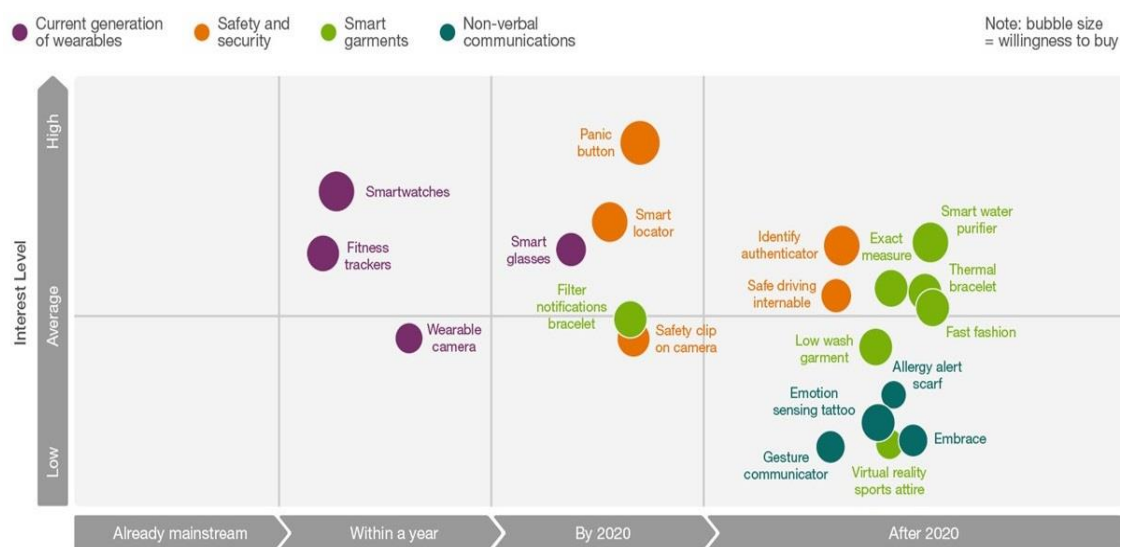 Current generation
of wearables
Safety and
security
Smart
garments
Non-verbal
communications
Note: bubble size
= willingness to buy
Interest Level
High
Average
Low
Panic
button
Smartwatches
Smart
locator
Fitness
trackers
Smart
glasses
Filter
notifications
bracelet
Wearable
camera
Safety clip
on camera
Identify
authenticator
Exact
measure
Smart water
purifier
Safe driving
internable
Thermal
bracelet
Fast fashion
Low wash
garment
Allergy alert
scarf
Emotion
sensing tattoo
Embrace
Gesture
communicator
Virtual reality
sports attire
Already mainstream
Within a year
By 2020
After 2020